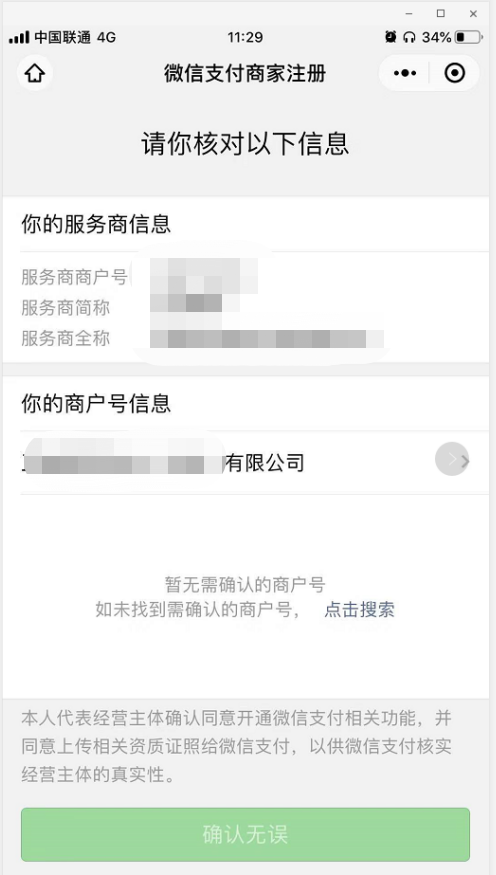 中国联通 4G 11:29 34%
微信支付商家注册
请你核对以下信息
你的服务商信息
服务商商户号
服务商简称
服务商全称
你的商户号信息
有限公司
暂无需确认的商户号
如未找到需确认的商户号， 点击搜索
本人代表经营主体确认同意开通微信支付相关功能，并
同意上传相关资质证照给微信支付，以供微信支付核实
经营主体的真实性。
确认无误